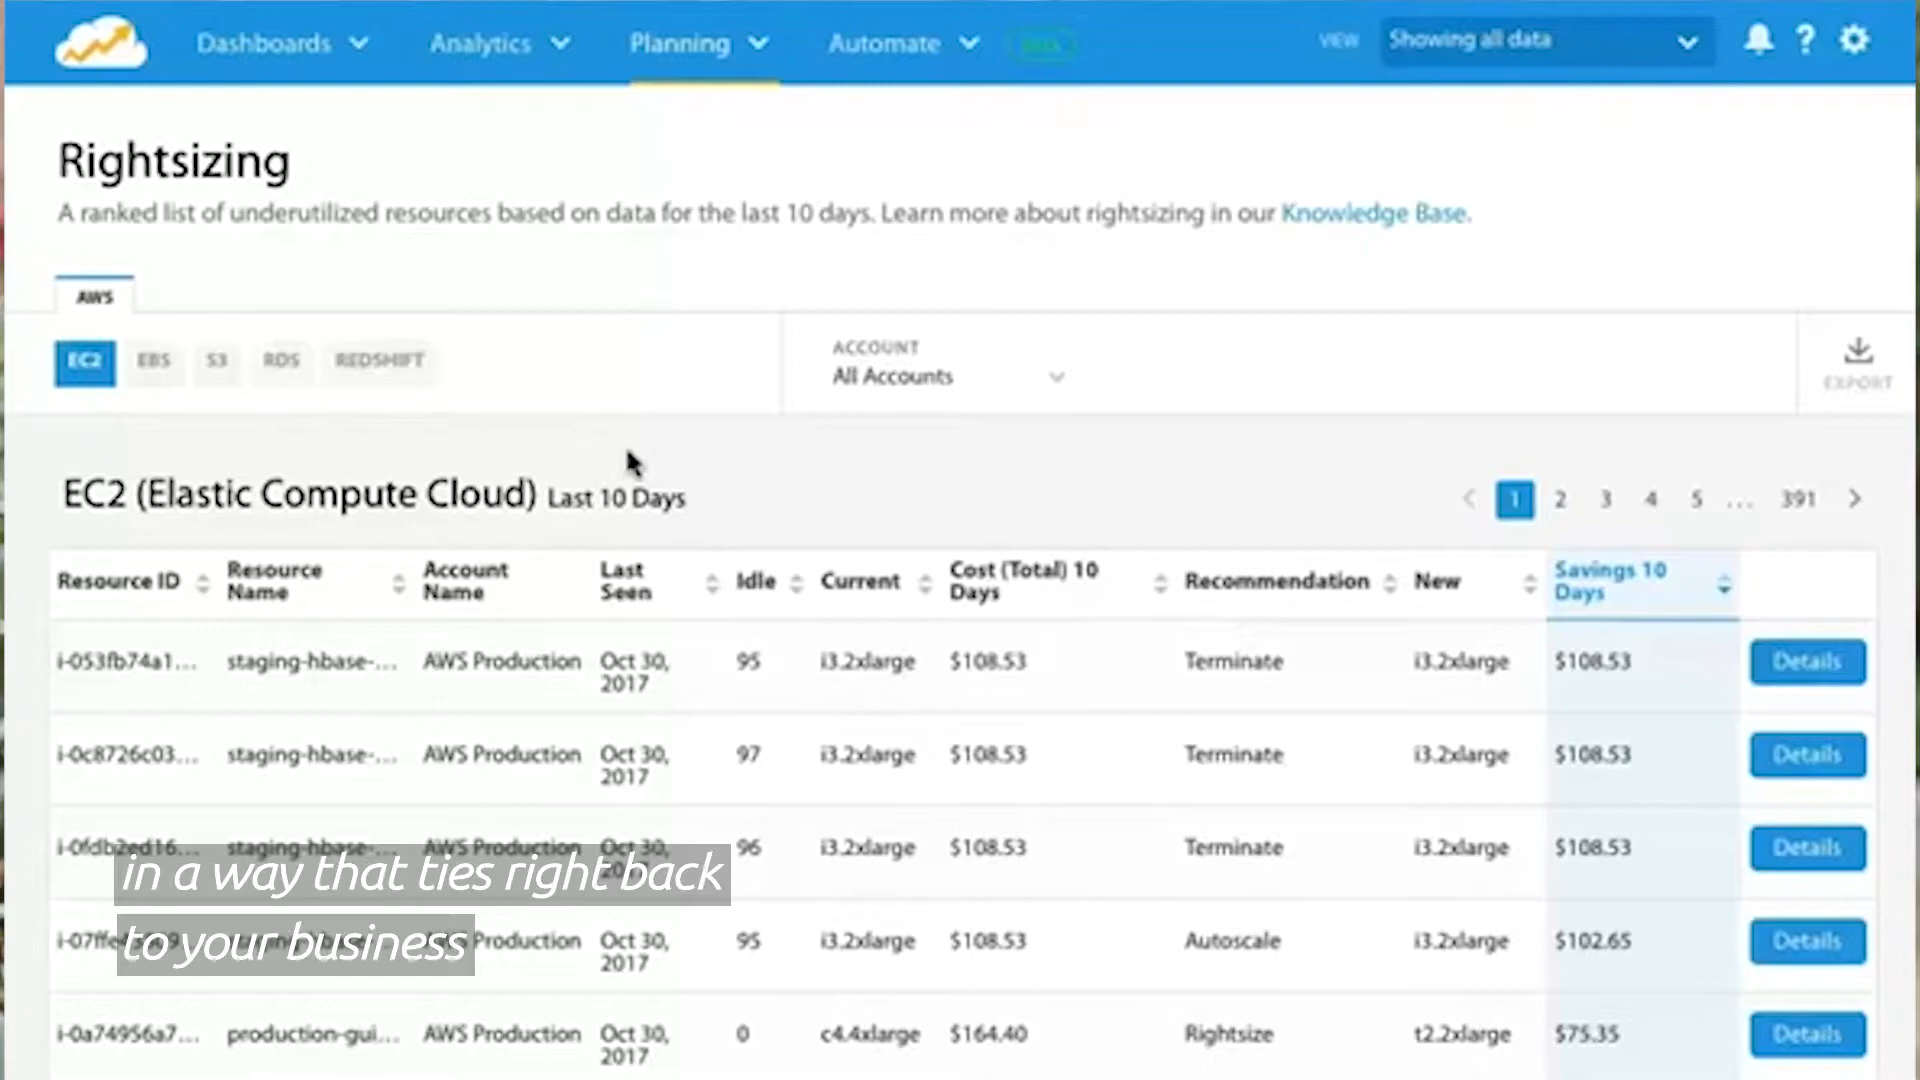 Dashboards Analytics Planning Automate VIEW Showing all data ?
Rightsizing
A ranked list of underutilized resources based on data for the last 10 days. Learn more about rightsizing in our Knowledge Base.
AWS
EC2 EBS S3 RDS REDSHIFT
ACCOUNT
All Accounts
EXPORT
EC2 (Elastic Compute Cloud) Last 10 Days
1 2 3 4 5 ... 391
Resource ID Resource Name Account Name Last Seen Idle Current Cost (Total) 10 Days Recommendation New Savings 10 Days
i-053fb74a1... staging-hbase-... AWS Production Oct 30, 2017 95 i3.2xlarge $108.53 Terminate i3.2xlarge $108.53 Details
i-0c8726c03... staging-hbase-... AWS Production Oct 30, 2017 97 i3.2xlarge $108.53 Terminate i3.2xlarge $108.53 Details
i-0fdb2ed16... staging-hbase-... AWS Production Oct 30, 96 i3.2xlarge $108.53 Terminate i3.2xlarge $108.53 Details
in a way that ties right back
to your business
Production Oct 30, 2017 95 i3.2xlarge $108.53 Autoscale i3.2xlarge $102.65 Details
i-0a74956a7... production-gui... AWS Production Oct 30, 2017 0 c4.4xlarge $164.40 Rightsize t2.2xlarge $75.35 Details